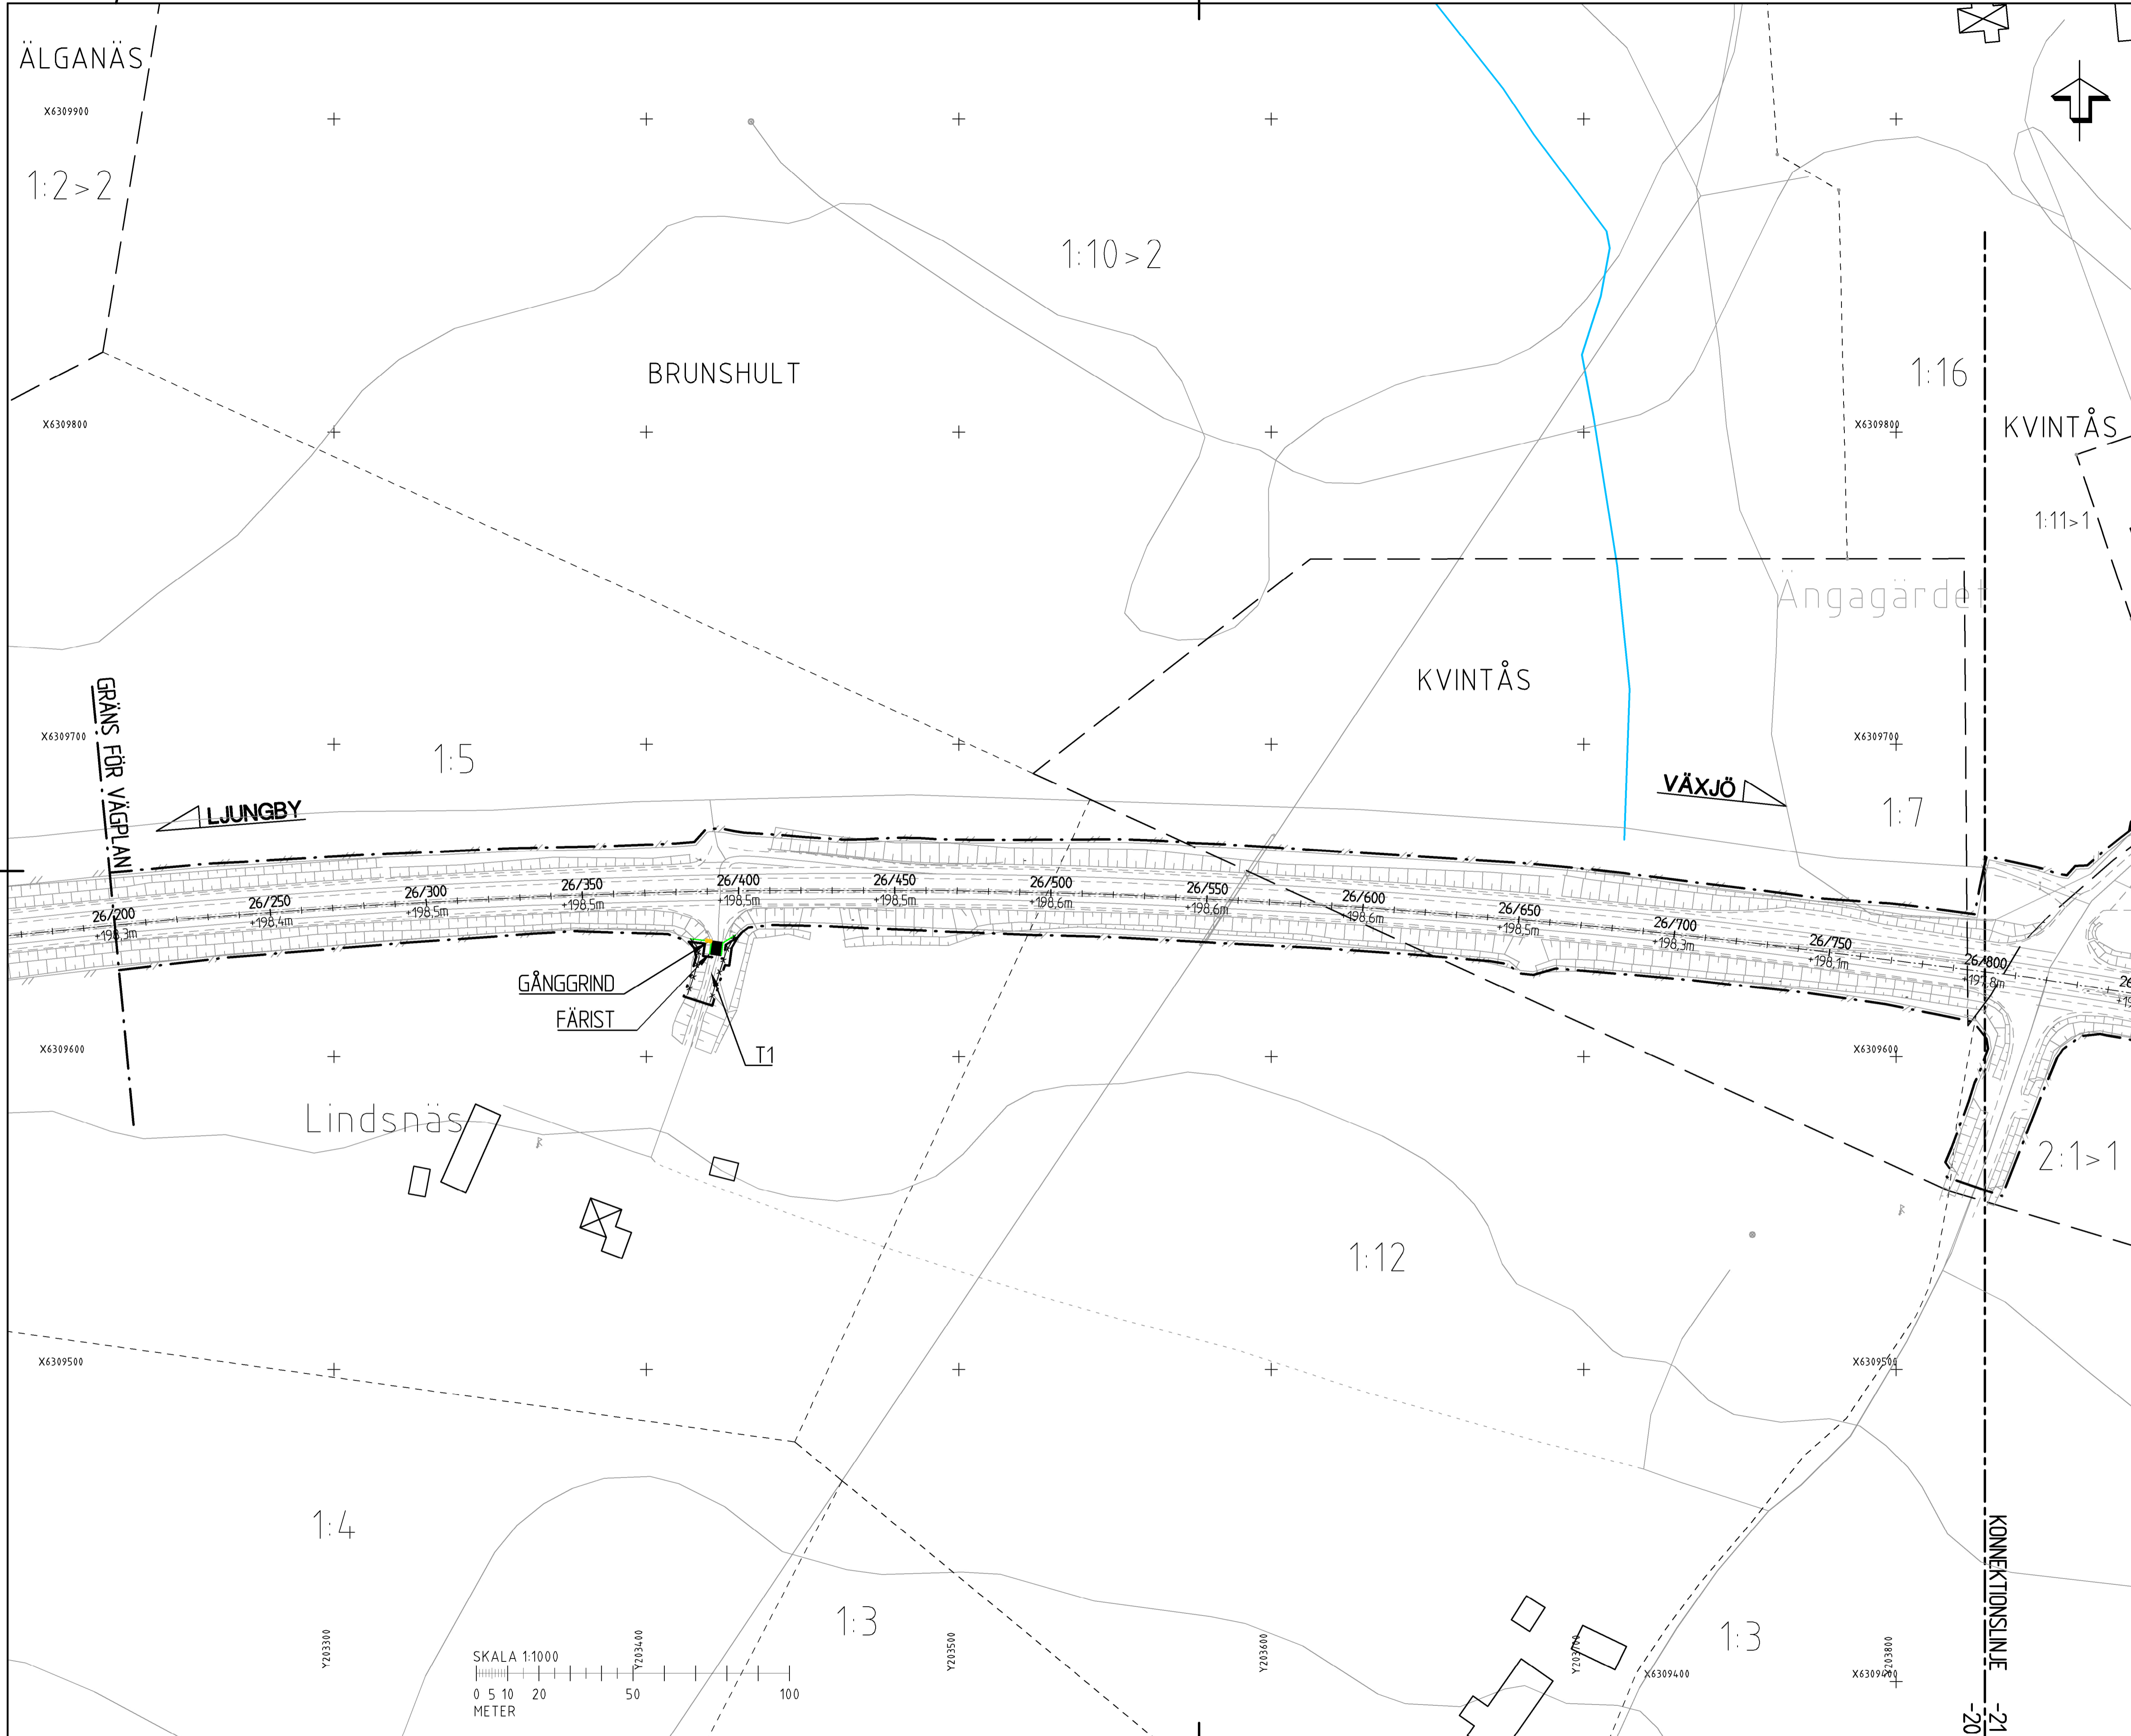 ÄLGANÄS
X6309900
1:2>2
1:10>2
BRUNSHULT
1:16
X6309800
X6309800
KVINTÅS
1:11>1
Ängagärdet
KVINTÅS
GRÄNS FÖR VÄGPLAN
X6309700
X6309700
1:5
VÄXJÖ
1:7
LJUNGBY
26/200
+198,3m
26/250
+198,4m
26/300
+198,5m
26/350
+198,5m
26/400
+198,5m
26/450
+198,5m
26/500
+198,6m
26/550
+198,6m
26/600
+198,6m
26/650
+198,5m
26/700
+198,3m
26/750
+198,1m
26/800
+197,8m
GÅNGGRIND
FÄRIST
T1
X6309600
X6309600
Lindsnäs
2:1>1
1:12
X6309500
X6309500
1:4
1:3
1:3
KONNEKTIONSLINJE
-20
-21
Y203300
Y203400
Y203500
Y203600
Y203700
Y203800
X6309400
X6309400
SKALA 1:1000
0 5 10 20 50 100
METER